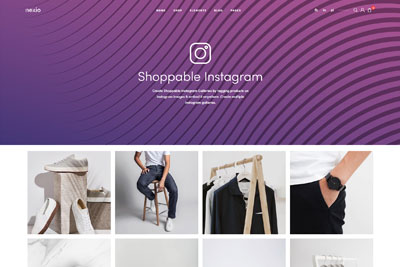 nexio
HOME SHOP ELEMENTS BLOG PAGES
Shoppable Instagram
Create Shoppable Instagram Galleries by tagging products on
Instagram images & embed it anywhere. Create multiple
Instagram galleries.